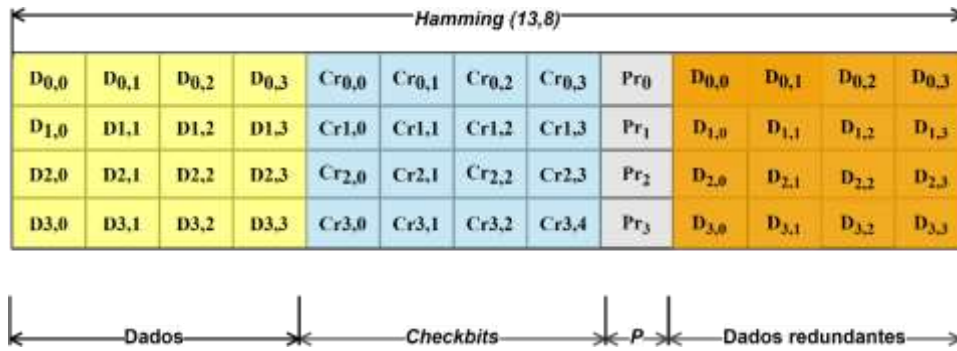 Hamming (13,8)
D0,0 D0,1 D0,2 D0,3 Cr0,0 Cr0,1 Cr0,2 Cr0,3 Pr0 D0,0 D0,1 D0,2 D0,3
D1,0 D1,1 D1,2 D1,3 Cr1,0 Cr1,1 Cr1,2 Cr1,3 Pr1 D1,0 D1,1 D1,2 D1,3
D2,0 D2,1 D2,2 D2,3 Cr2,0 Cr2,1 Cr2,2 Cr2,3 Pr2 D2,0 D2,1 D2,2 D2,3
D3,0 D3,1 D3,2 D3,3 Cr3,0 Cr3,1 Cr3,2 Cr3,4 Pr3 D3,0 D3,1 D3,2 D3,3
Dados Checkbits P Dados redundantes